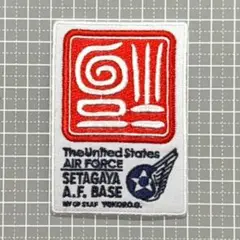 The United States
AIR FORCE
SETAGAYA
A.F. BASE